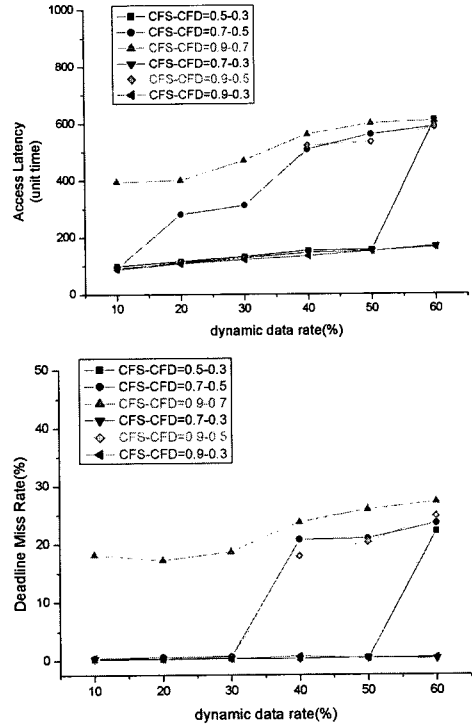 CFS-CFD=0.5-0.3
CFS-CFD=0.7-0.5
CFS-CFD=0.9-0.7
CFS-CFD=0.7-0.3
CFS-CFD=0.9-0.5
CFS-CFD=0.9-0.3
1000
800
600
400
200
0
Access Latency
(unit time)
10 20 30 40 50 60
dynamic data rate(%)
CFS-CFD=0.5-0.3
CFS-CFD=0.7-0.5
CFS-CFD=0.9-0.7
CFS-CFD=0.7-0.3
CFS-CFD=0.9-0.5
CFS-CFD=0.9-0.3
50
40
30
20
10
0
Deadline Miss Rate(%)
10 20 30 40 50 60
dynamic data rate(%)